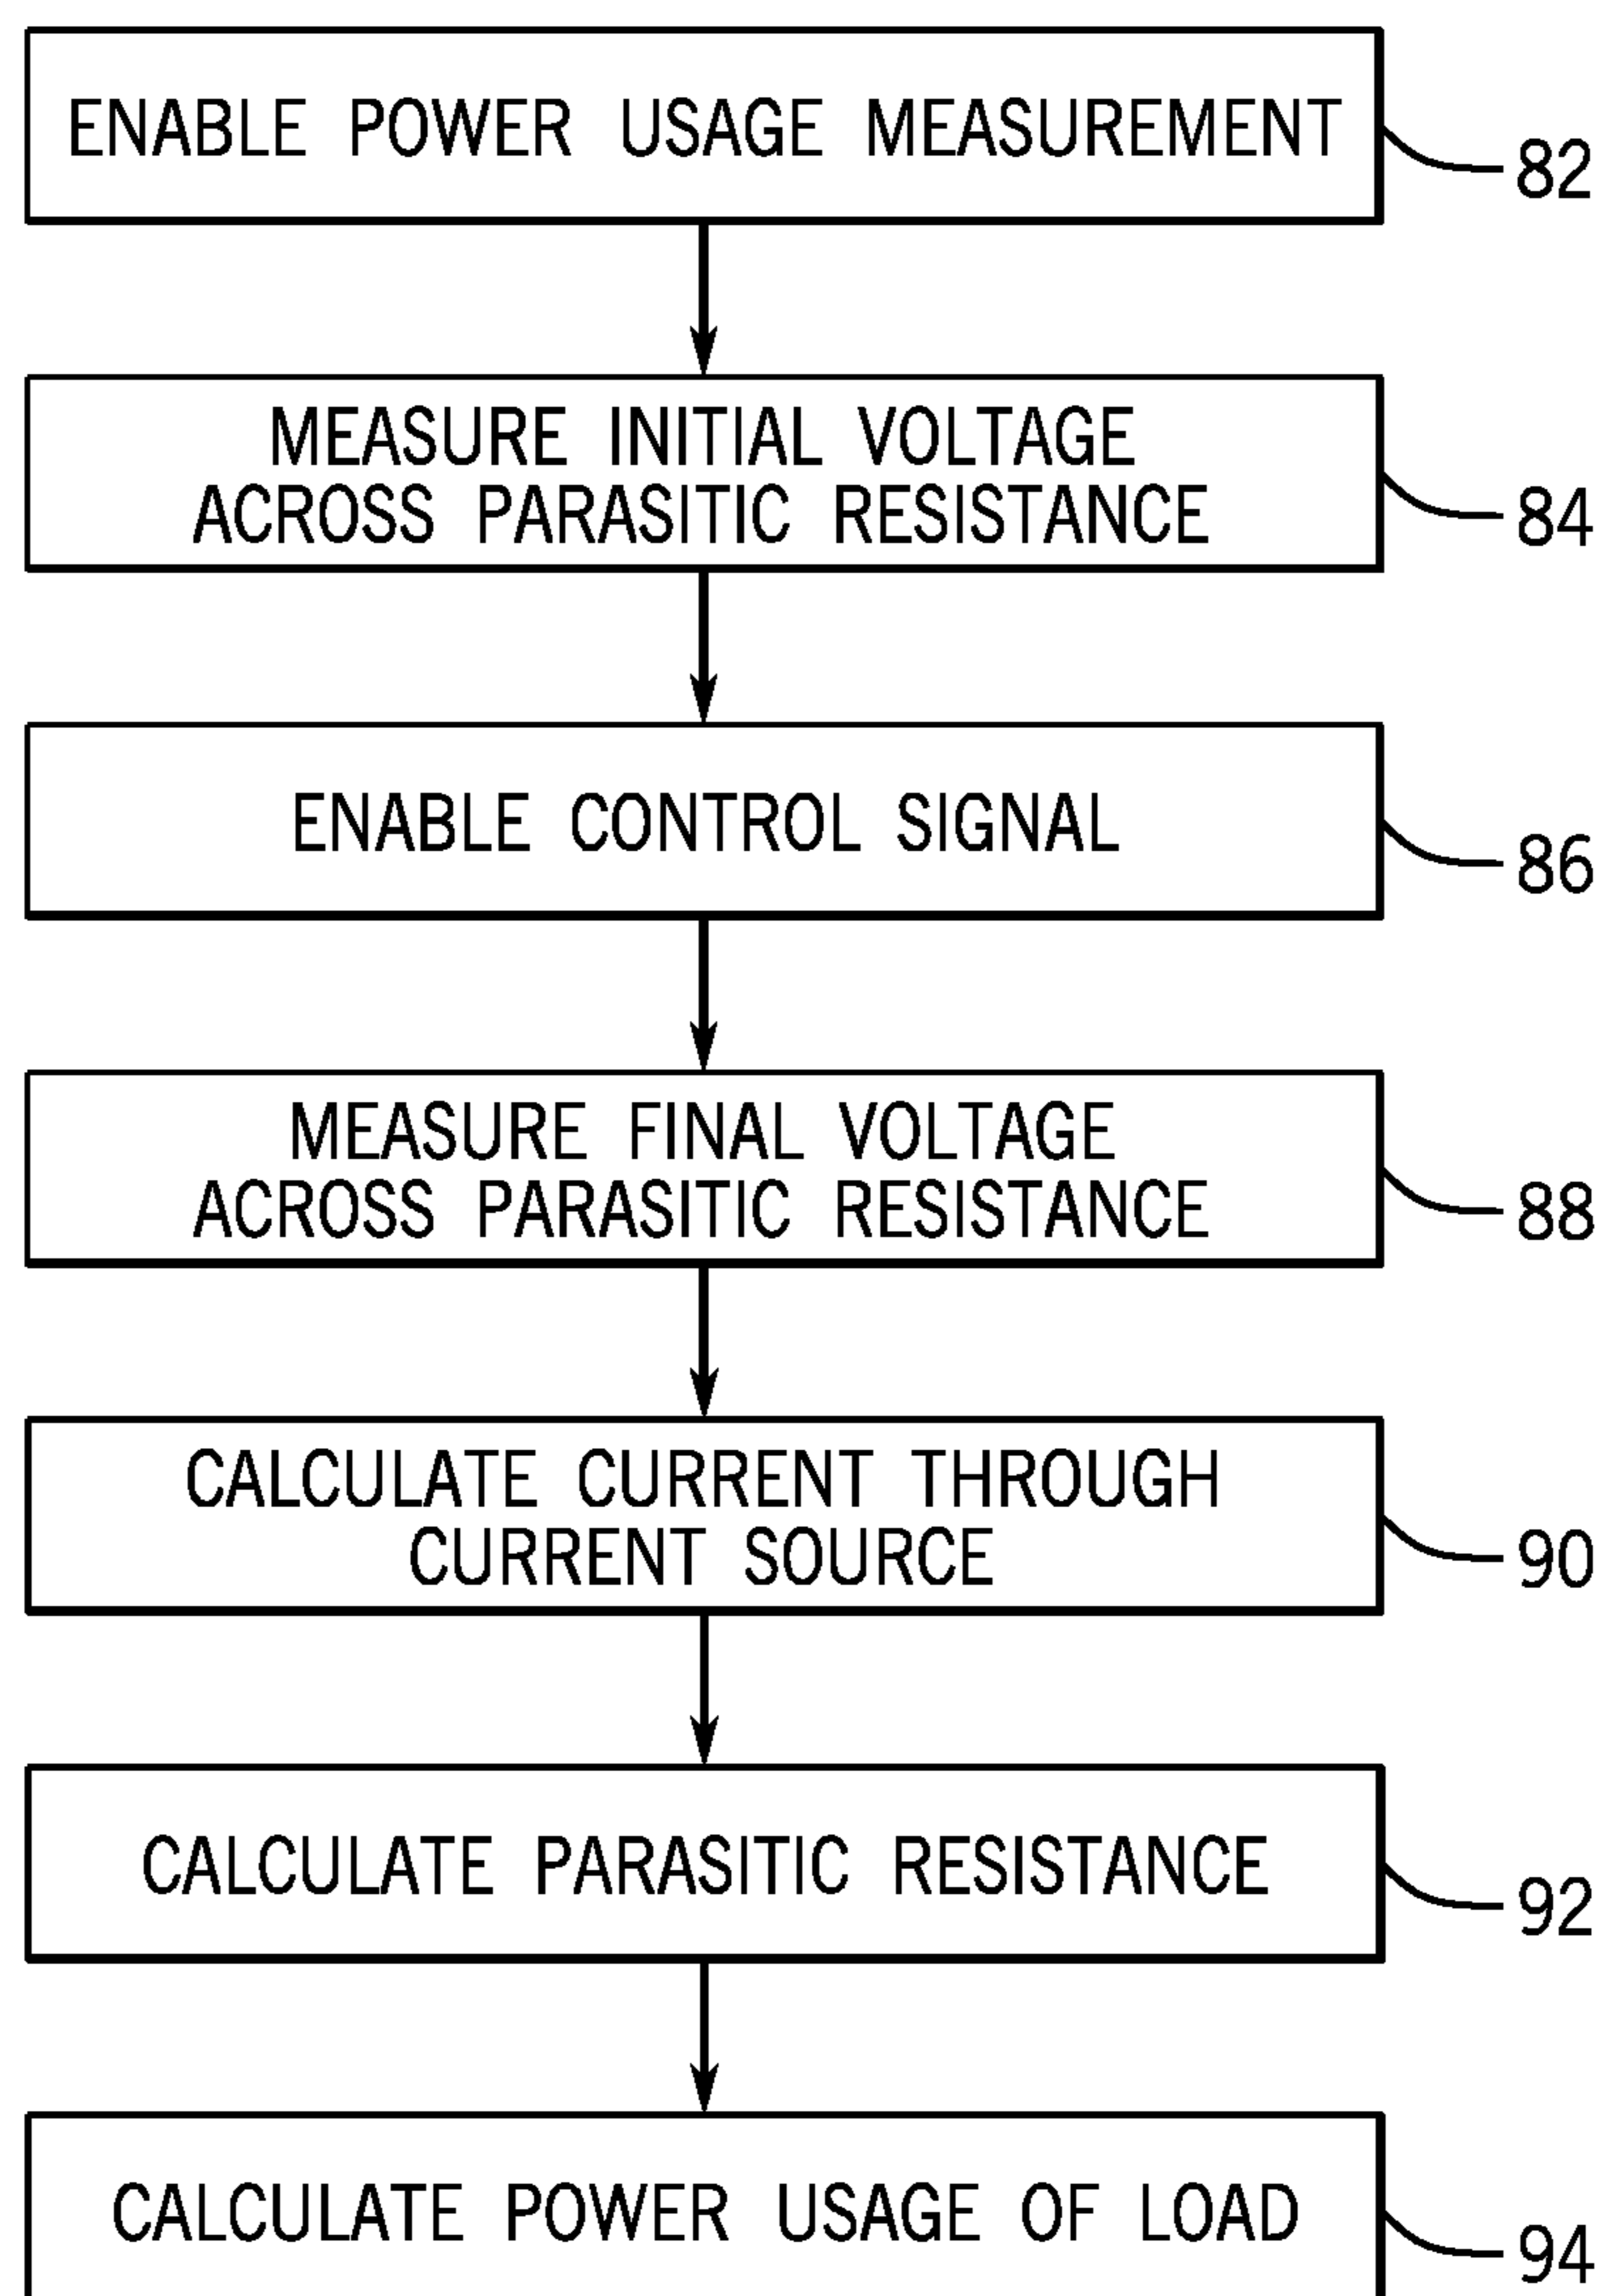 ENABLE POWER USAGE MEASUREMENT
82
MEASURE INITIAL VOLTAGE
ACROSS PARASITIC RESISTANCE
84
ENABLE CONTROL SIGNAL
86
MEASURE FINAL VOLTAGE
ACROSS PARASITIC RESISTANCE
88
CALCULATE CURRENT THROUGH
CURRENT SOURCE
90
CALCULATE PARASITIC RESISTANCE
92
CALCULATE POWER USAGE OF LOAD
94